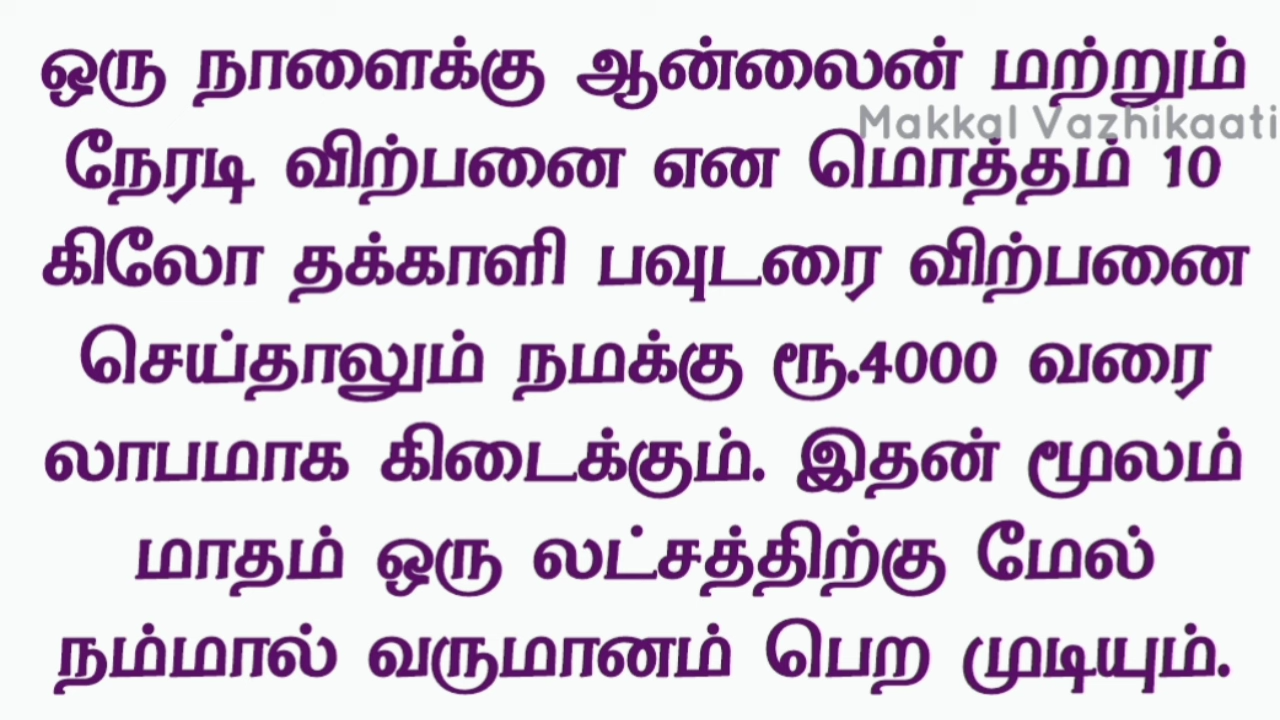 ஒரு நாளைக்கு ஆன்லைன் மற்றும்
Makkal Vazhikaati
நேரடி விற்பனை என மொத்தம் 10
கிலோ தக்காளி பவுடரை விற்பனை
செய்தாலும் நமக்கு ரூ.4000 வரை
லாபமாக கிடைக்கும். இதன் மூலம்
மாதம் ஒரு லட்சத்திற்கு மேல்
நம்மால் வருமானம் பெற முடியும்.